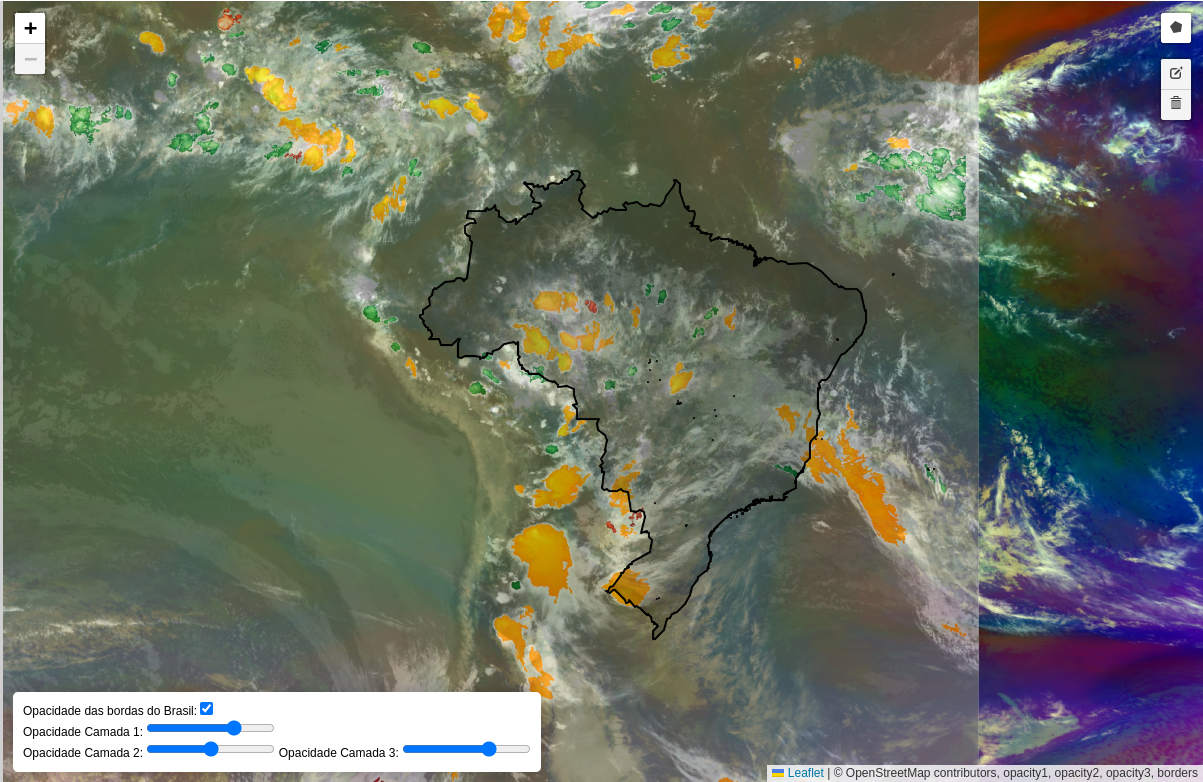 +
−
Opacidade das bordas do Brasil:
Opacidade Camada 1:
Opacidade Camada 2: Opacidade Camada 3:
Leaflet | © OpenStreetMap contributors, opacity1, opacity2, opacity3, borders